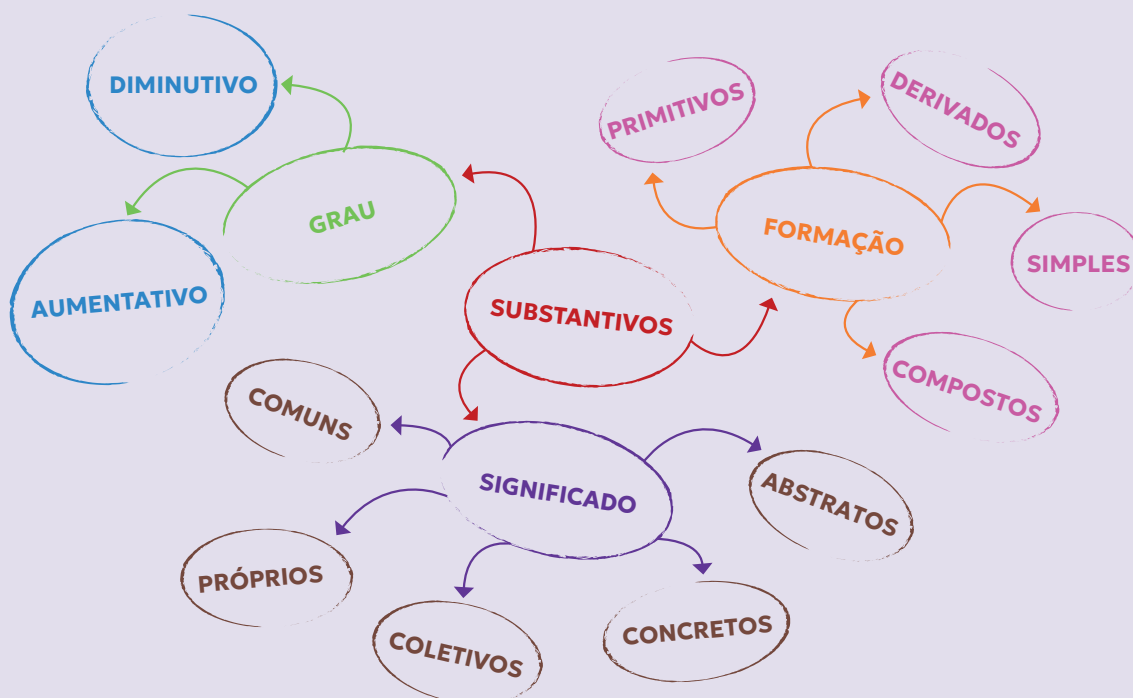 DIMINUTIVO
GRAU
AUMENTATIVO
PRIMITIVOS
DERIVADOS
FORMAÇÃO
SIMPLES
COMPOSTOS
SUBSTANTIVOS
COMUNS
SIGNIFICADO
ABSTRATOS
PRÓPRIOS
COLETIVOS
CONCRETOS